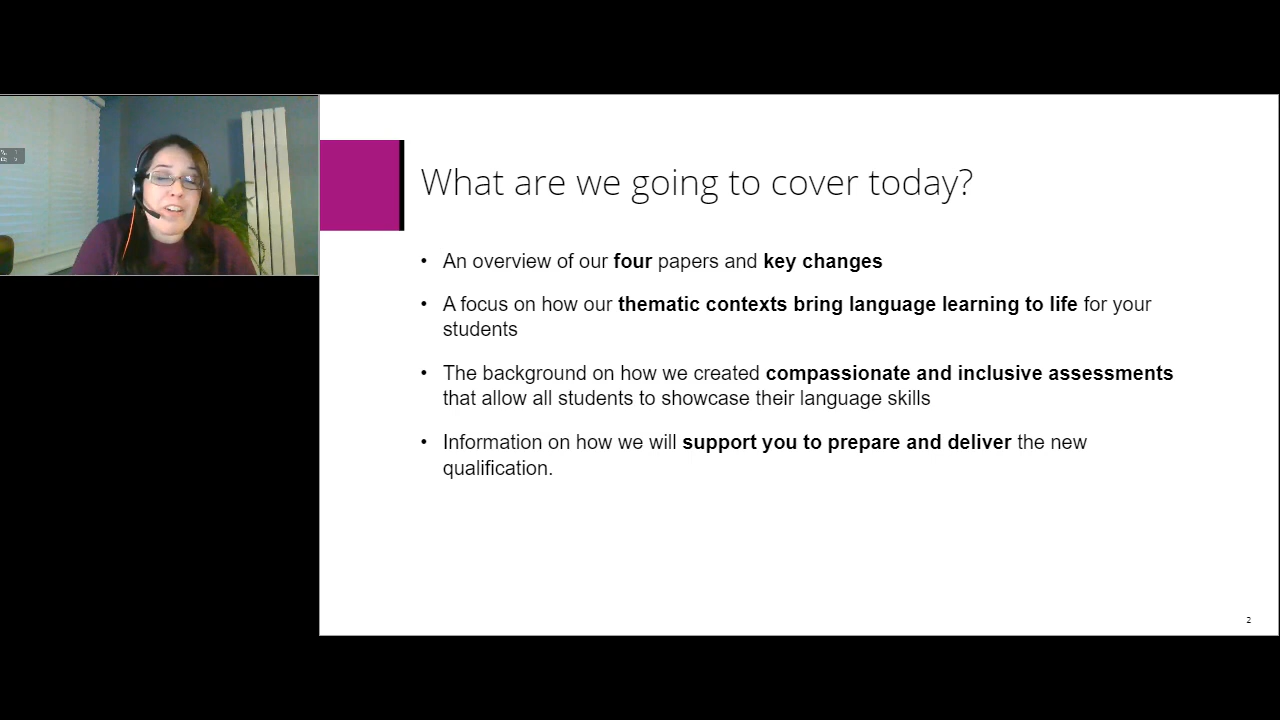 What are we going to cover today?
• An overview of our four papers and key changes
• A focus on how our thematic contexts bring language learning to life for your
students
• The background on how we created compassionate and inclusive assessments
that allow all students to showcase their language skills
• Information on how we will support you to prepare and deliver the new
qualification.
2